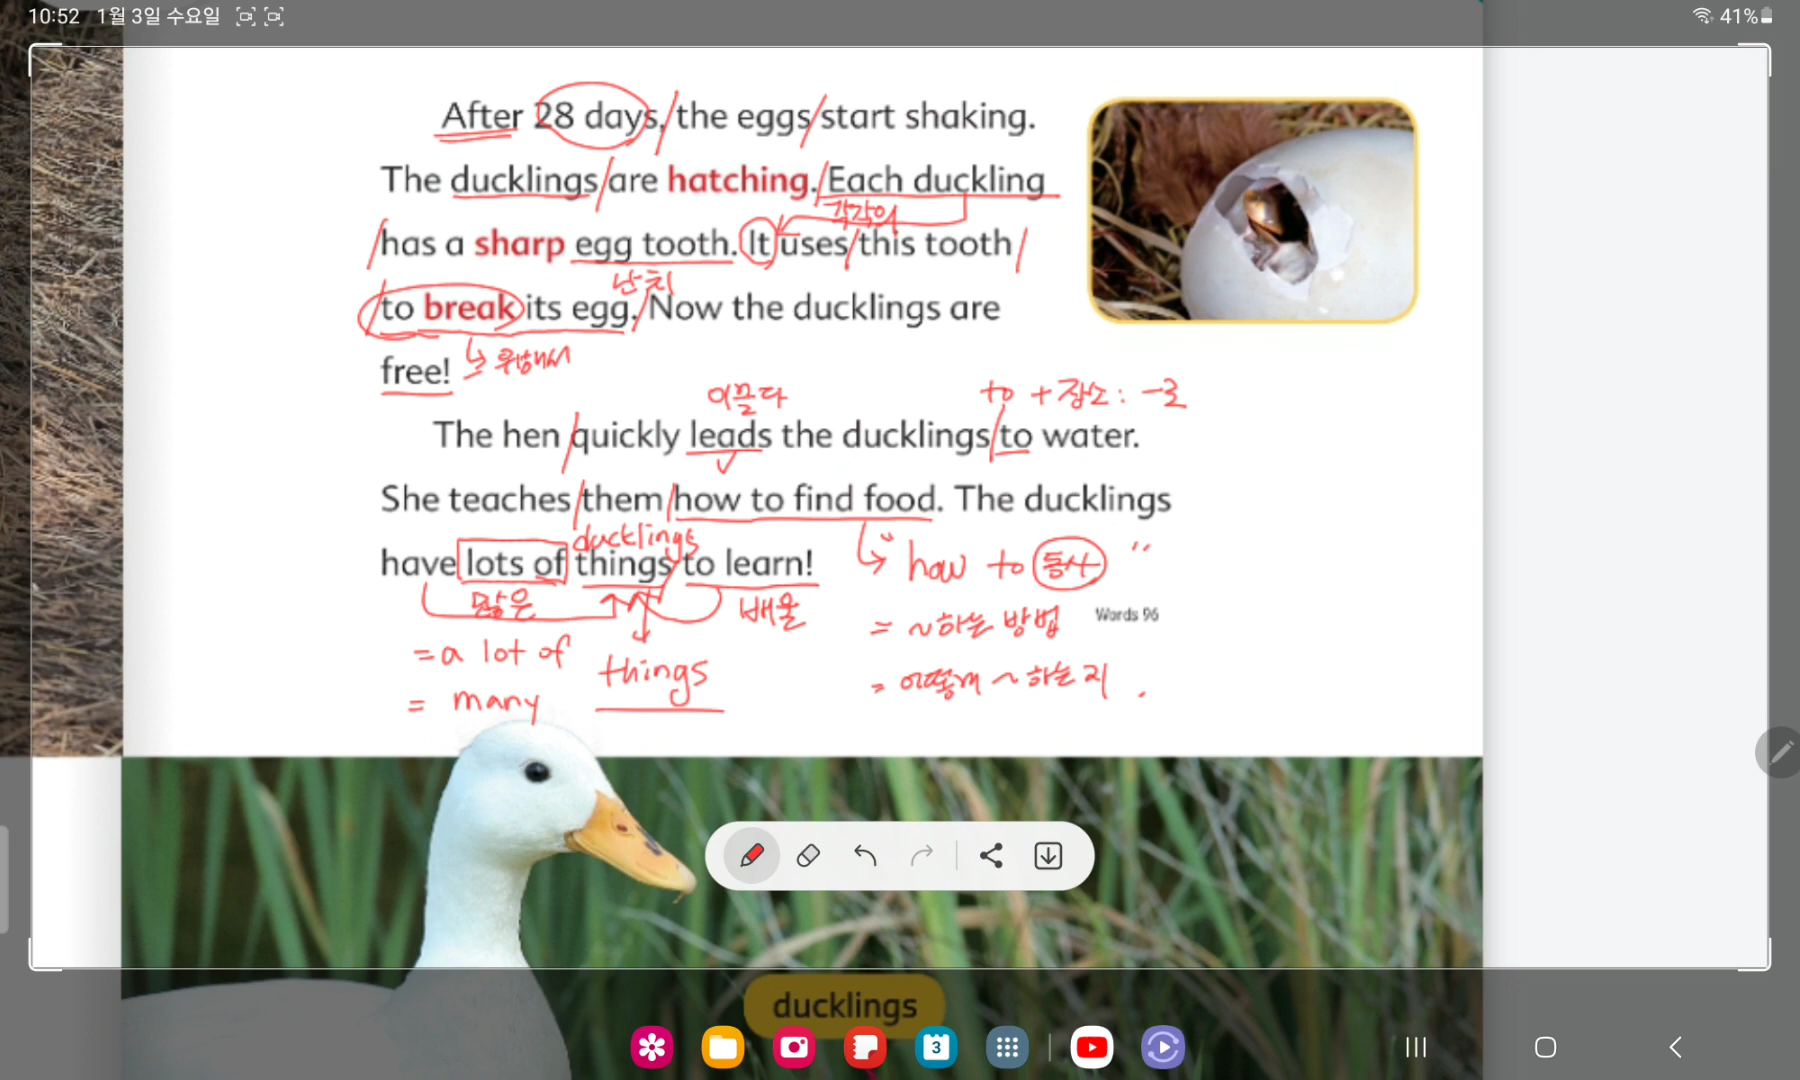 10:52 1월 3일 수요일
41%
After 28 days, the eggs start shaking.
The ducklings are hatching. Each duckling
각각의
has a sharp egg tooth. It uses this tooth
난치
to break its egg. Now the ducklings are
free!
위해서
이끌다
to + 장소 : -로
The hen quickly leads the ducklings to water.
She teaches them how to find food. The ducklings
ducklings
have lots of things to learn!
" how to 동사 "
많은
배울
= ~하는 방법
Words 96
= a lot of
things
= 어떻게 ~하는지.
= many
ducklings
3